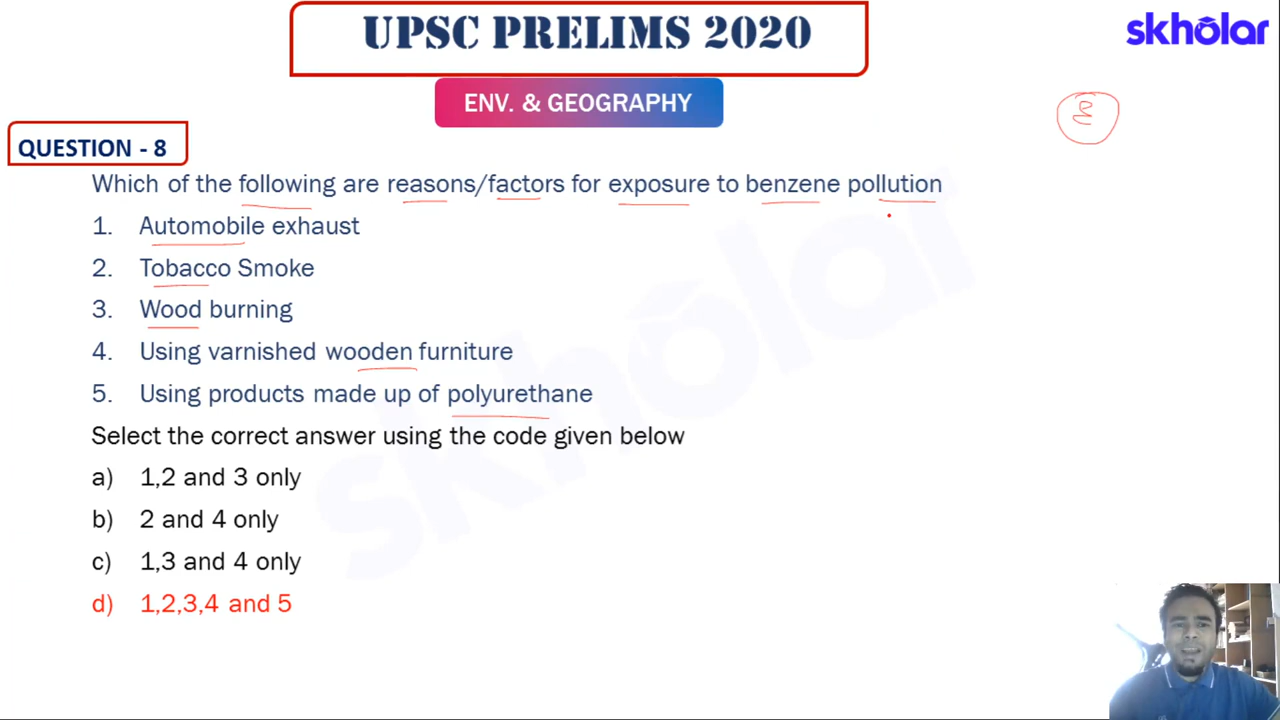 UPSC PRELIMS 2020
skholar
ENV. & GEOGRAPHY
QUESTION - 8
Which of the following are reasons/factors for exposure to benzene pollution
1. Automobile exhaust
2. Tobacco Smoke
3. Wood burning
4. Using varnished wooden furniture
5. Using products made up of polyurethane
Select the correct answer using the code given below
a) 1,2 and 3 only
b) 2 and 4 only
c) 1,3 and 4 only
d) 1,2,3,4 and 5
skholar